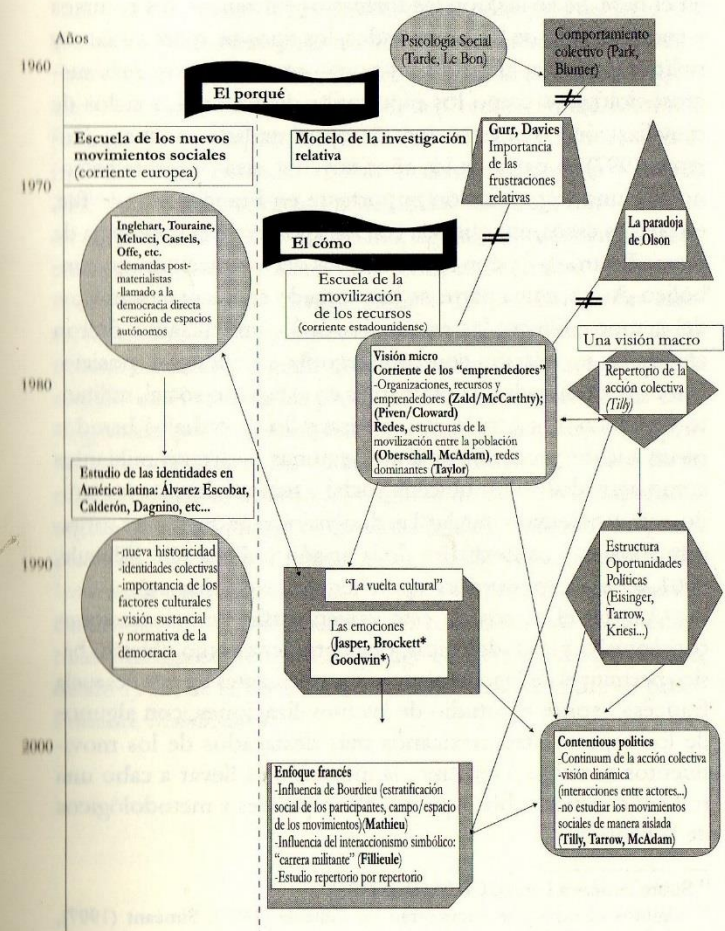 Años
1960
1970
1980
1990
2000
Psicología Social
(Tarde, Le Bon)
Comportamiento
colectivo (Park,
Blumer)
El porqué
Escuela de los nuevos
movimientos sociales
(corriente europea)
Modelo de la investigación
relativa
Gurr, Davies
Importancia
de las
frustraciones
relativas
La paradoja
de Olson
Inglehart, Touraine,
Melucci, Castels,
Offe, etc.
-demandas post-
materialistas
-llamado a la
democracia directa
-creación de espacios
autónomos
El cómo
Escuela de la
movilización
de los recursos
(corriente estadounidense)
Una visión macro
Repertorio de la
acción colectiva
(Tilly)
Visión micro
Corriente de los “emprendedores”
-Organizaciones, recursos y
emprendedores (Zald/McCarthty);
(Piven/Cloward)
Redes, estructuras de la
movilización entre la población
(Oberschall, McAdam), redes
dominantes (Taylor)
Estudio de las identidades en
América latina: Álvarez Escobar,
Calderón, Dagnino, etc...
-nueva historicidad
-identidades colectivas
-importancia de los
factores culturales
-visión sustancial
y normativa de la
democracia
Estructura
Oportunidades
Políticas
(Eisinger,
Tarrow,
Kriesi...)
“La vuelta cultural”
Las emociones
(Jasper, Brockett*
Goodwin*)
Enfoque francés
-Influencia de Bourdieu (estratificación
social de los participantes, campo/espacio
de los movimientos)(Mathieu)
-Influencia del interaccionismo simbólico:
“carrera militante” (Fillieule)
-Estudio repertorio por repertorio
Contentious politics
-Continuum de la acción colectiva
-visión dinámica
(interacciones entre actores...)
-no estudiar los movimientos
sociales de manera aislada
(Tilly, Tarrow, McAdam)